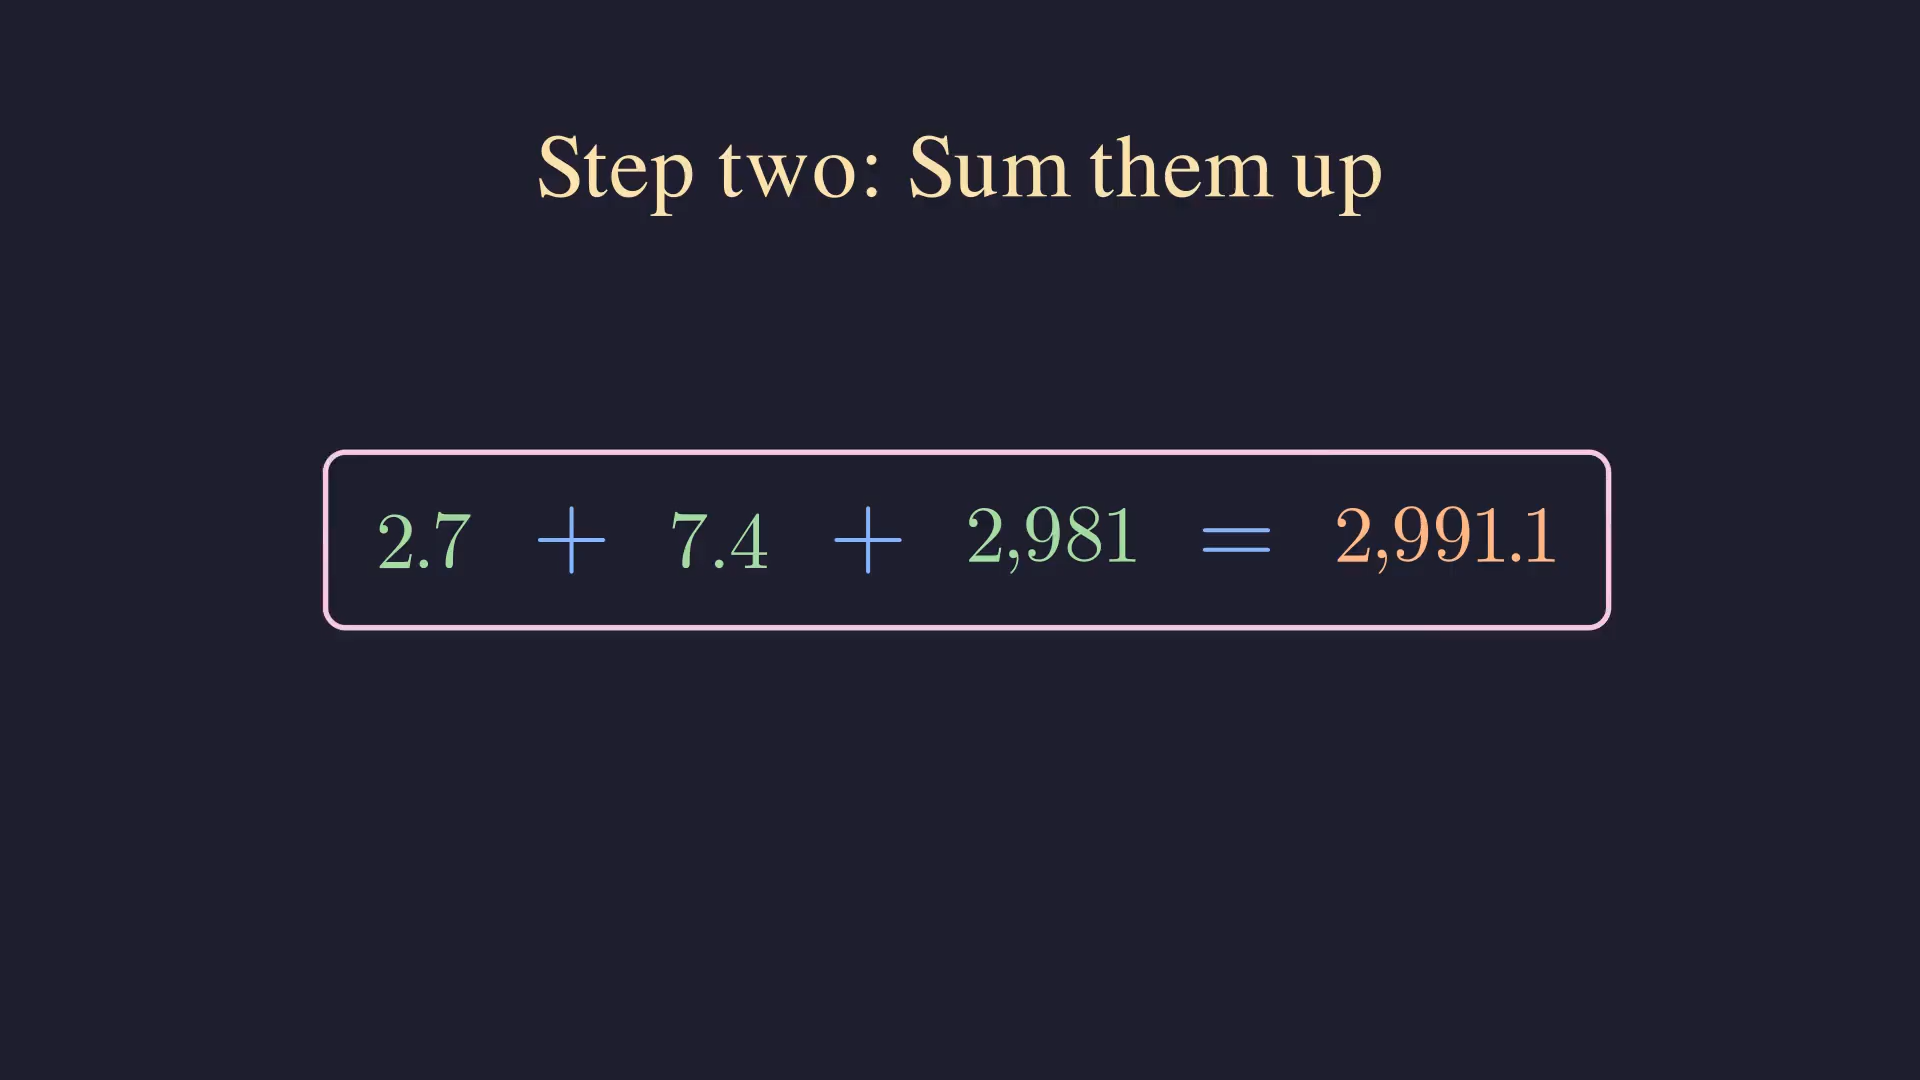 Step two: Sum them up
2.7 + 7.4 + 2,981 = 2,991.1